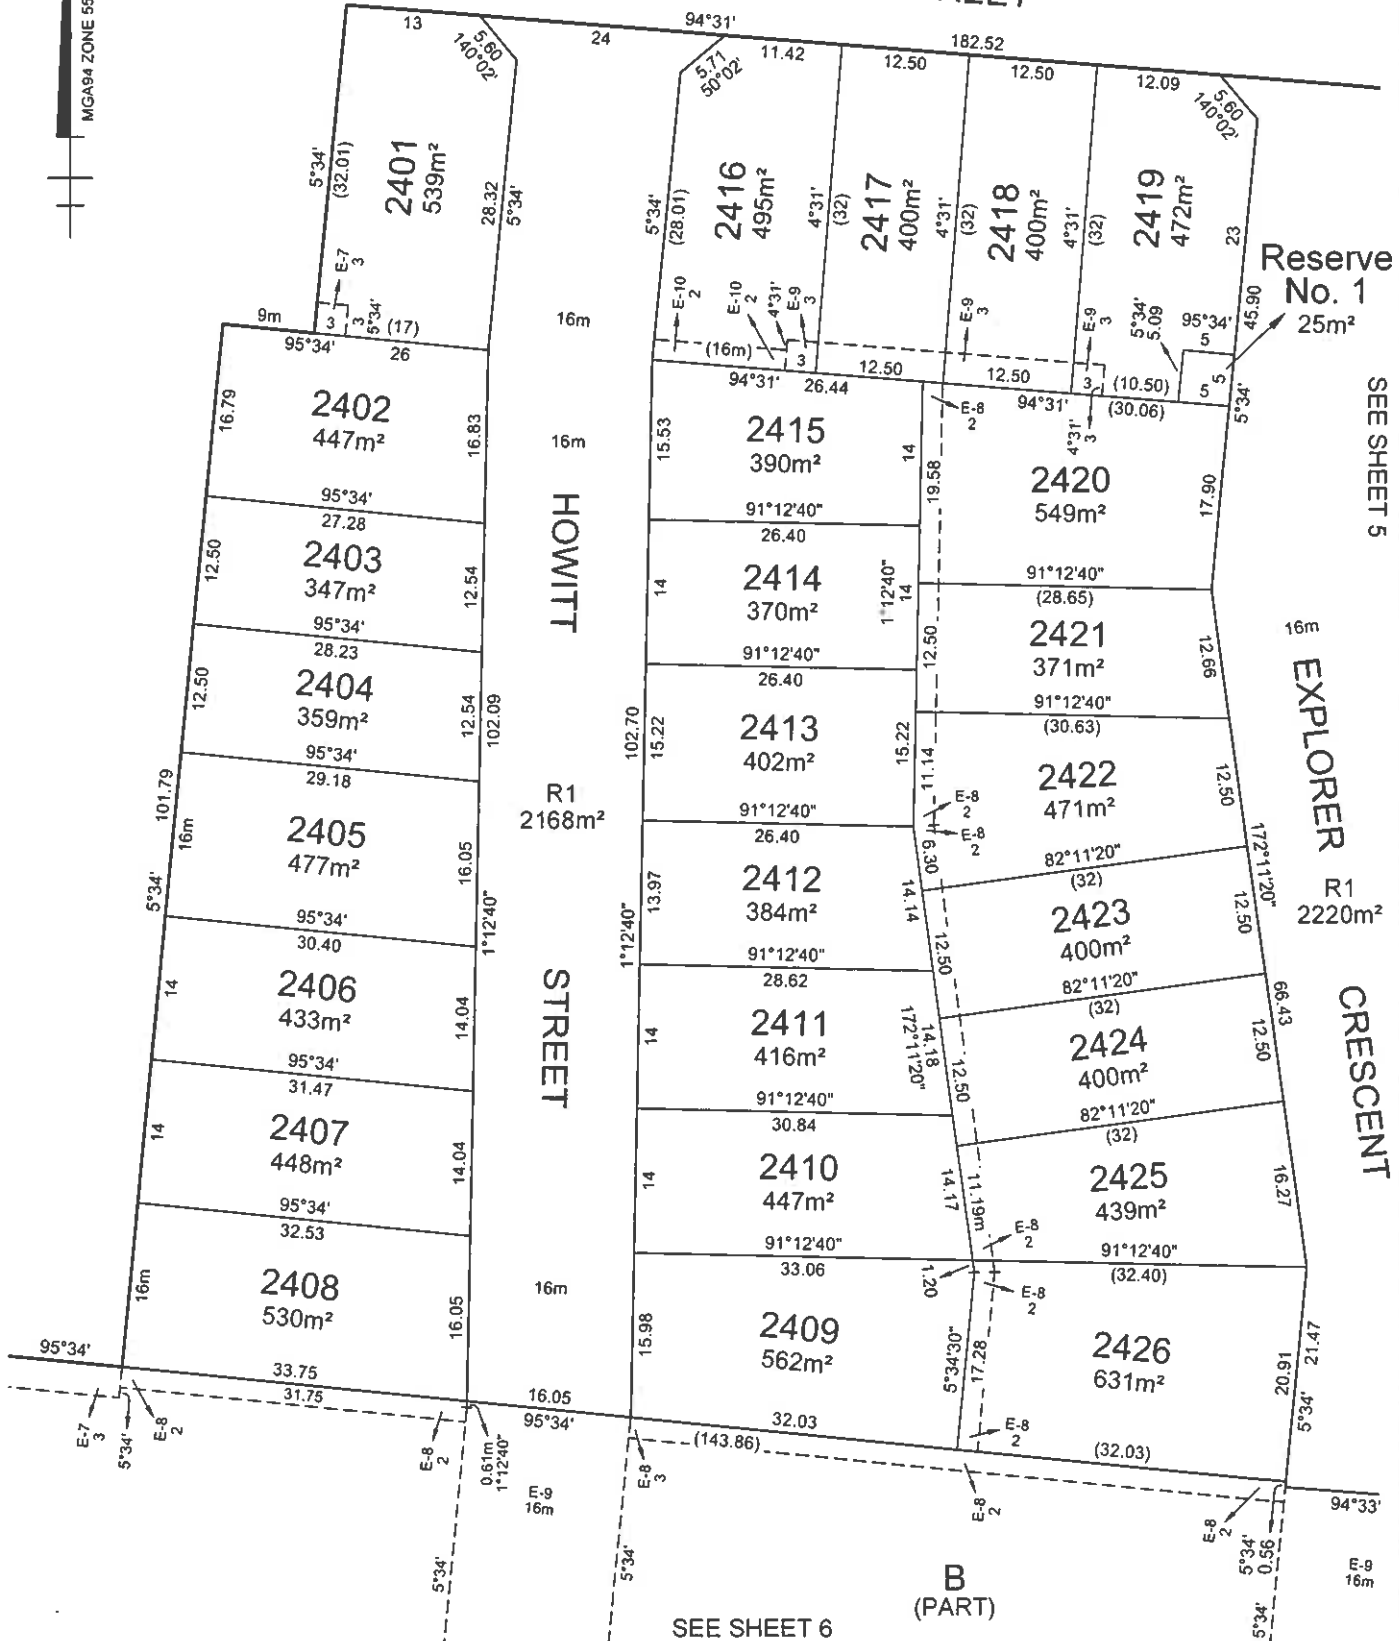 MGA94 ZONE 55
94°31'
182.52
13
5.60
140°02'
24
5.71
50°02'
11.42
12.50
12.50
12.09
5.60
140°02'
5°34'
(32.01)
2401
539m²
28.32
5°34'
5°34'
(28.01)
2416
495m²
4°31'
(32)
2417
400m²
4°31'
(32)
2418
400m²
4°31'
(32)
2419
472m²
23
45.90
Reserve
No. 1
25m²
E-7
3
3
3
5°34'
(17)
9m
95°34'
26
16m
E-10
2
E-10
2
4°31'
E-9
3
(16m)
3
E-9
3
E-9
3
5°34'
5.09
95°34'
5
5
5
5°34'
12.50
12.50
3
(10.50)
94°31'
26.44
94°31'
(30.06)
4°31'
3
E-8
2
SEE SHEET 5
16.79
2402
447m²
16.83
16m
15.53
2415
390m²
14
19.58
2420
549m²
17.90
95°34'
27.28
91°12'40"
26.40
91°12'40"
(28.65)
12.50
2403
347m²
12.54
HOWITT
14
2414
370m²
1°12'40"
14
12.50
2421
371m²
12.66
16m
95°34'
28.23
91°12'40"
26.40
91°12'40"
(30.63)
12.50
2404
359m²
12.54
102.09
102.70
15.22
2413
402m²
15.22
11.14
2422
471m²
12.50
EXPLORER
95°34'
29.18
R1
2168m²
91°12'40"
26.40
E-8
2
E-8
2
6.30
82°11'20"
(32)
172°11'20"
101.79
16m
5°34'
2405
477m²
16.05
1°12'40"
13.97
1°12'40"
2412
384m²
14.14
12.50
2423
400m²
12.50
R1
2220m²
95°34'
30.40
91°12'40"
28.62
82°11'20"
(32)
66.43
14
2406
433m²
14.04
STREET
14
2411
416m²
14.18
172°11'20"
12.50
2424
400m²
12.50
CRESCENT
95°34'
31.47
91°12'40"
30.84
82°11'20"
(32)
14
2407
448m²
14.04
14
2410
447m²
14.17
11.19m
2425
439m²
16.27
95°34'
32.53
91°12'40"
33.06
1.20
E-8
2
E-8
2
91°12'40"
(32.40)
16m
2408
530m²
16.05
16m
15.98
2409
562m²
5°34'30"
17.28
2426
631m²
20.91
21.47
5°34'
95°34'
33.75
31.75
16.05
95°34'
32.03
(143.86)
E-8
2
(32.03)
94°33'
E-7
3
5°34'
E-8
2
E-8
2
0.61m
1°12'40"
E-9
16m
E-8
3
E-8
2
E-8
2
5°34'
0.56
E-9
16m
5°34'
5°34'
5°34'
B
(PART)
SEE SHEET 6